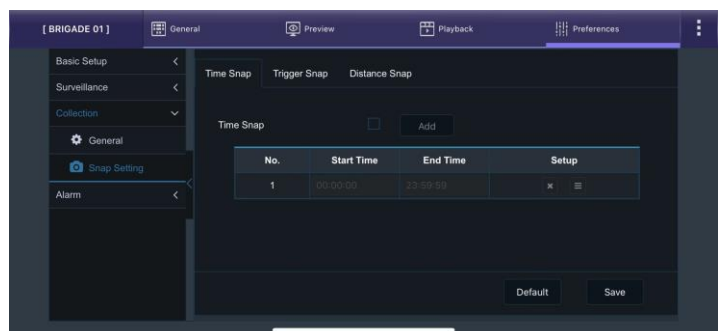 [ BRIGADE 01 ] General Preview Playback Preferences
Basic Setup
Surveillance
Collection
General
Snap Setting
Alarm
Time Snap Trigger Snap Distance Snap
Time Snap Add
No. Start Time End Time Setup
1 00:00:00 23:59:59
Default Save